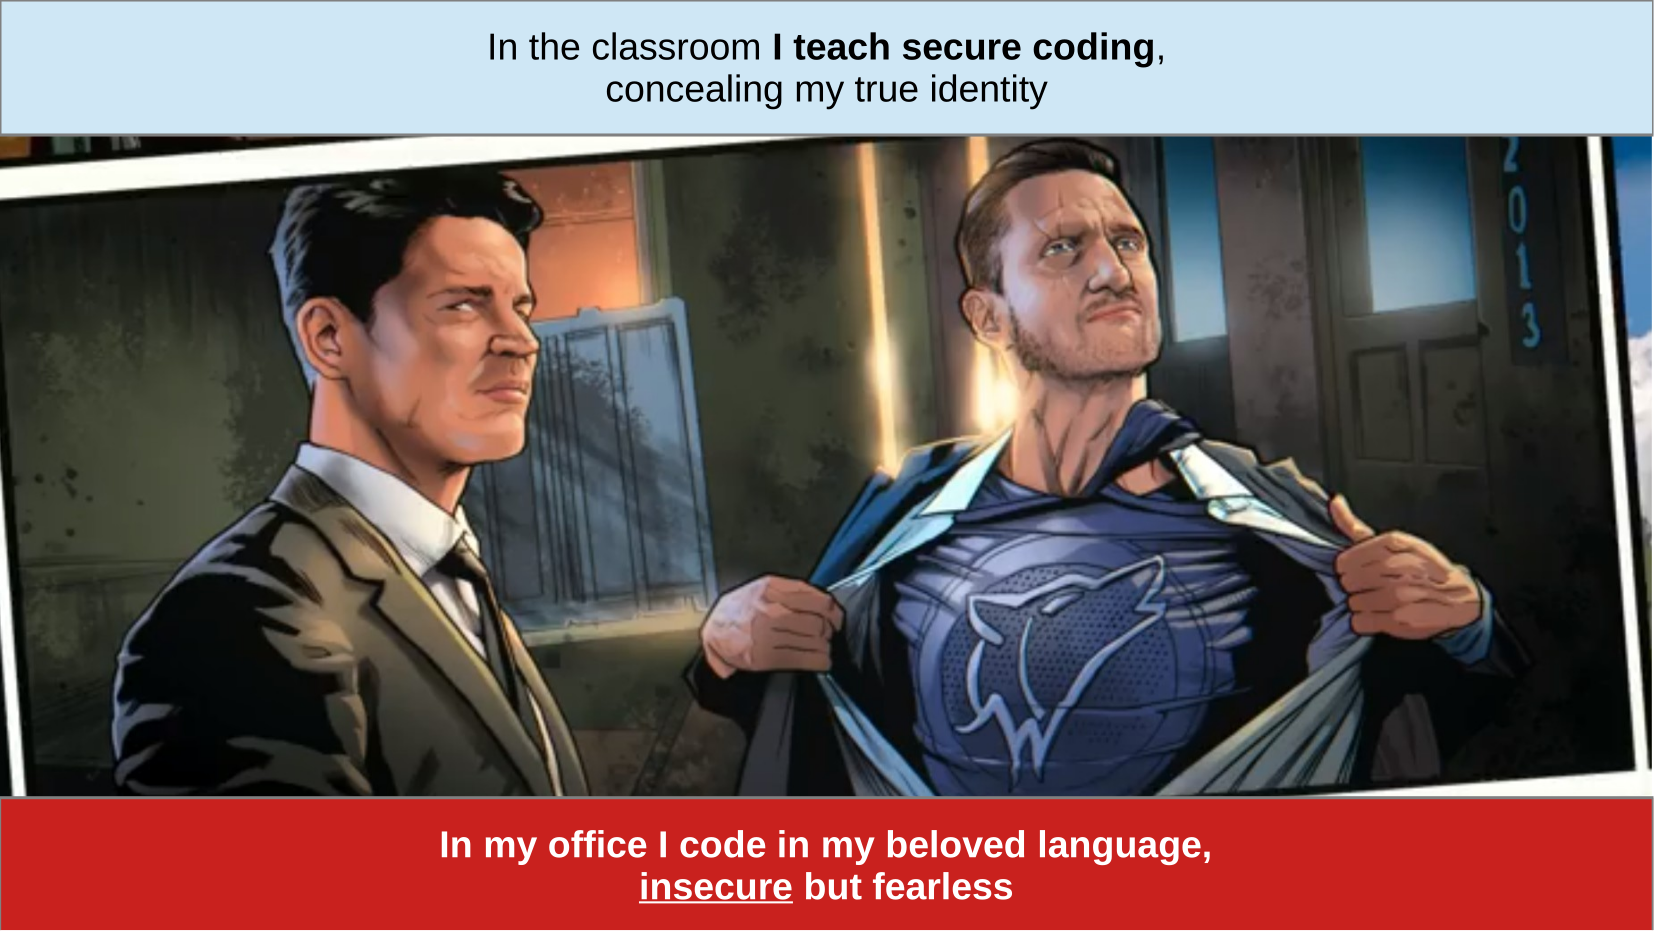 In the classroom I teach secure coding,
concealing my true identity
2013
In my office I code in my beloved language,
insecure but fearless